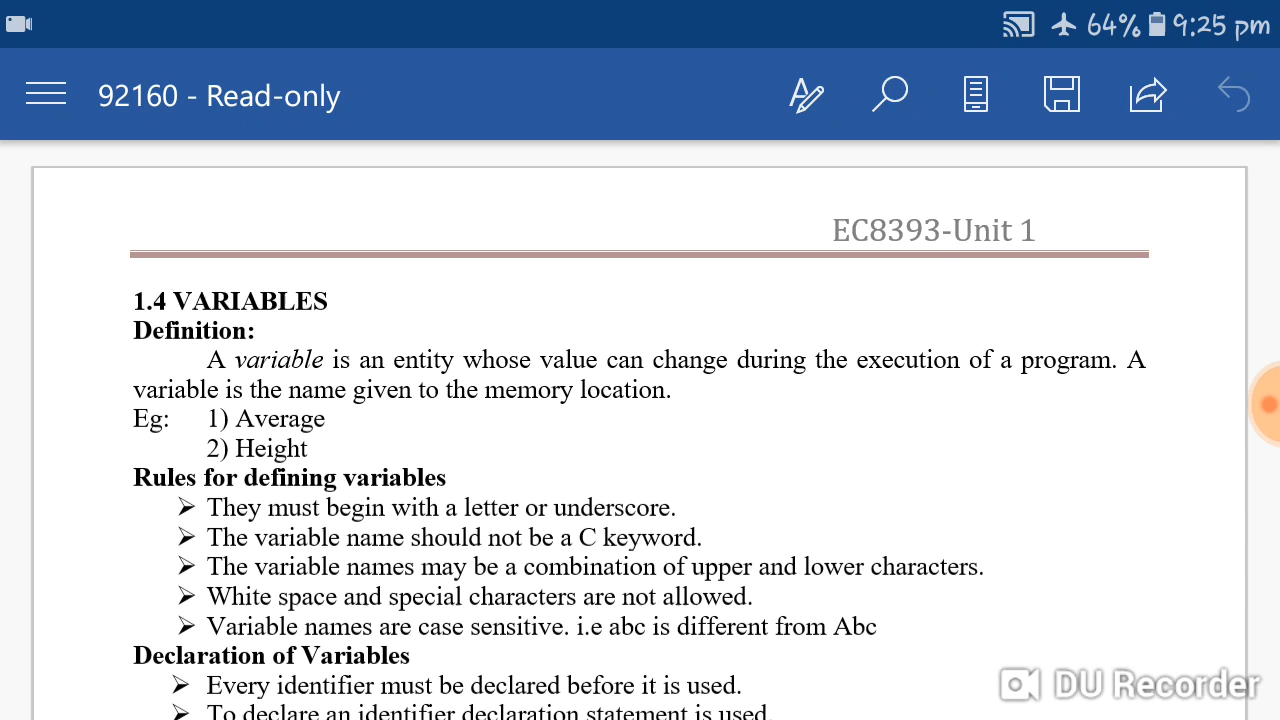 64% 9:25 pm
92160 - Read-only
EC8393-Unit 1
1.4 VARIABLES
Definition:
A variable is an entity whose value can change during the execution of a program. A
variable is the name given to the memory location.
Eg: 1) Average
2) Height
Rules for defining variables
➢ They must begin with a letter or underscore.
➢ The variable name should not be a C keyword.
➢ The variable names may be a combination of upper and lower characters.
➢ White space and special characters are not allowed.
➢ Variable names are case sensitive. i.e abc is different from Abc
Declaration of Variables
➢ Every identifier must be declared before it is used.
➢ To declare an identifier declaration statement is used.
DU Recorder